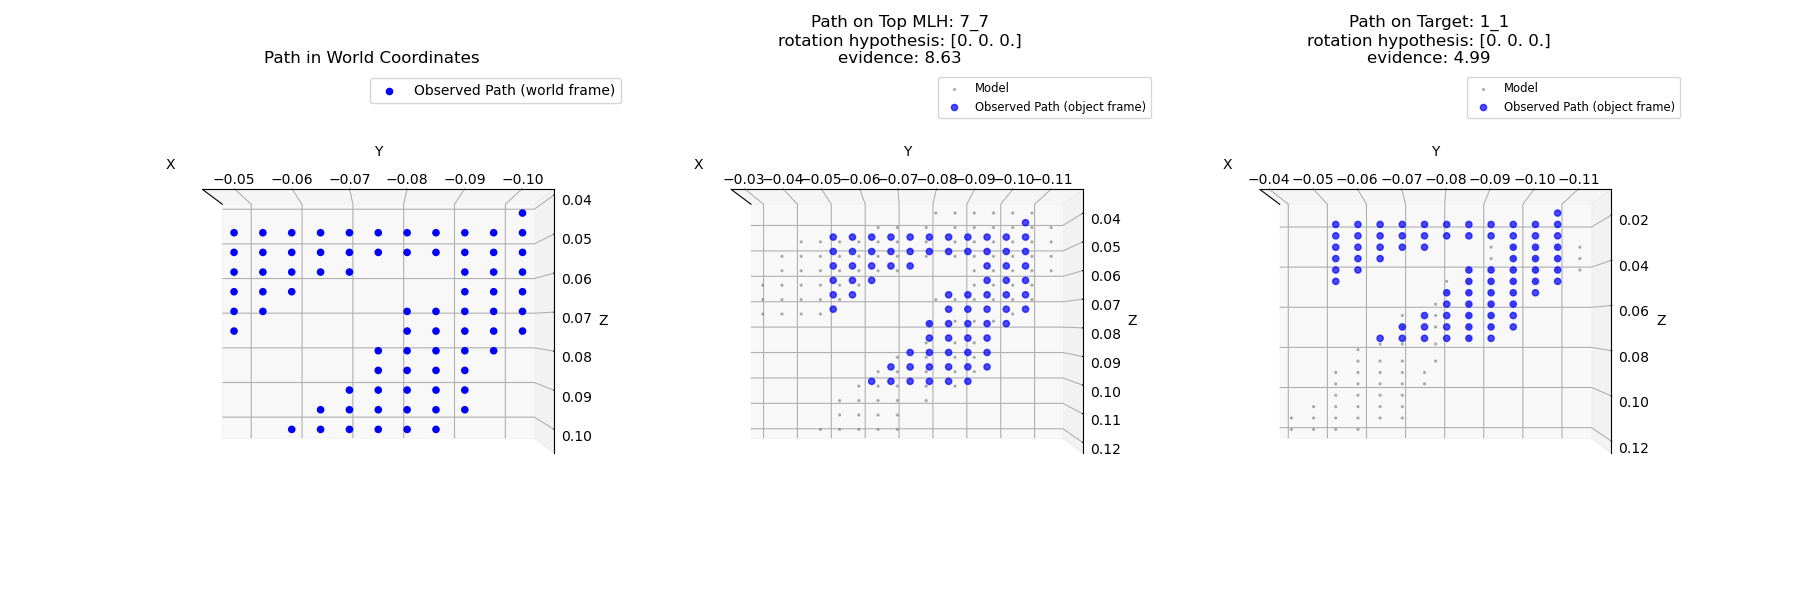 Path in World Coordinates
Observed Path (world frame)
X
Y
−0.05 −0.06 −0.07 −0.08 −0.09 −0.10
0.04
0.05
0.06
0.07
Z
0.08
0.09
0.10
Path on Top MLH: 7_7
rotation hypothesis: [0. 0. 0.]
evidence: 8.63
Model
Observed Path (object frame)
X
Y
−0.03 −0.04 −0.05 −0.06 −0.07 −0.08 −0.09 −0.10 −0.11
0.04
0.05
0.06
0.07
Z
0.08
0.09
0.10
0.11
0.12
Path on Target: 1_1
rotation hypothesis: [0. 0. 0.]
evidence: 4.99
Model
Observed Path (object frame)
X
Y
−0.04 −0.05 −0.06 −0.07 −0.08 −0.09 −0.10 −0.11
0.02
0.04
0.06
Z
0.08
0.10
0.12